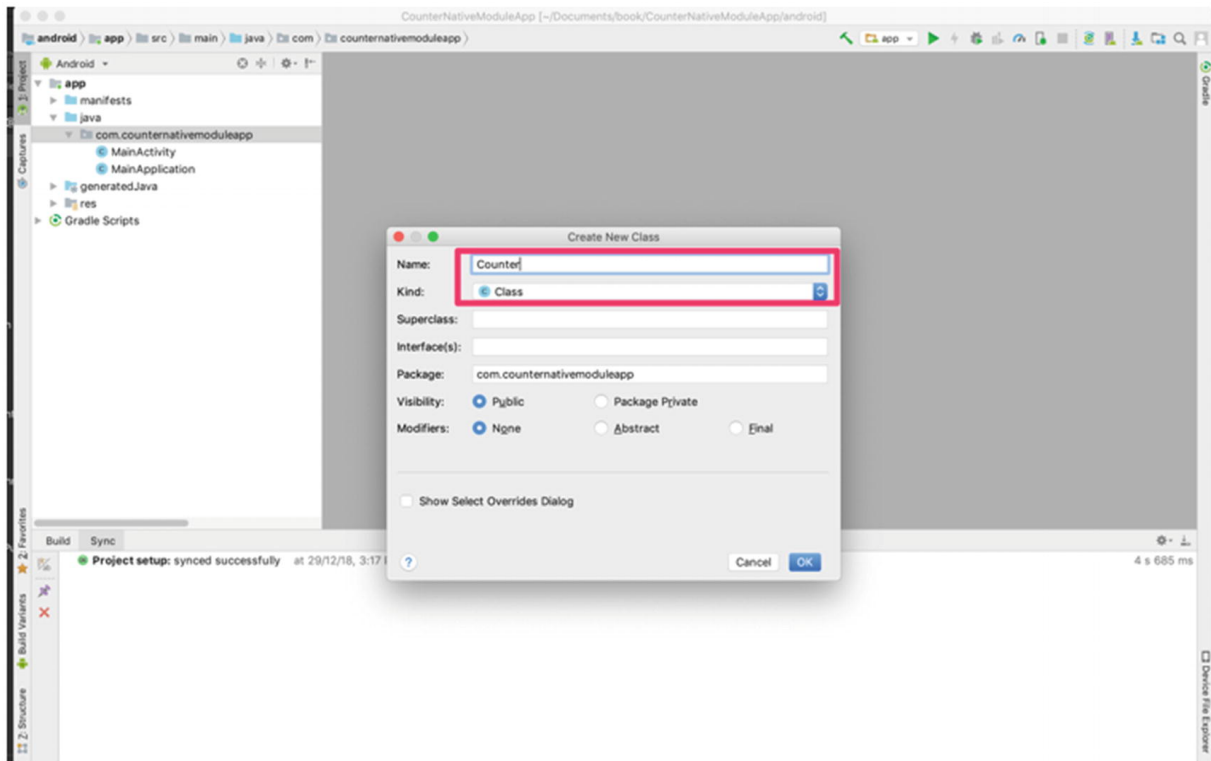 CounterNativeModuleApp [~/Documents/book/CounterNativeModuleApp/android]
android app src main java com counternativemoduleapp
app
Android
app
manifests
java
com.counternativemoduleapp
MainActivity
MainApplication
generatedJava
res
Gradle Scripts
1: Project
Captures
2: Favorites
Build Variants
Z: Structure
Gradle
Device File Explorer
Create New Class
Name: Counter
Kind: Class
Superclass:
Interface(s):
Package: com.counternativemoduleapp
Visibility: Public Package Private
Modifiers: None Abstract Final
Show Select Overrides Dialog
? Cancel OK
Build Sync
Project setup: synced successfully at 29/12/18, 3:17
4 s 685 ms